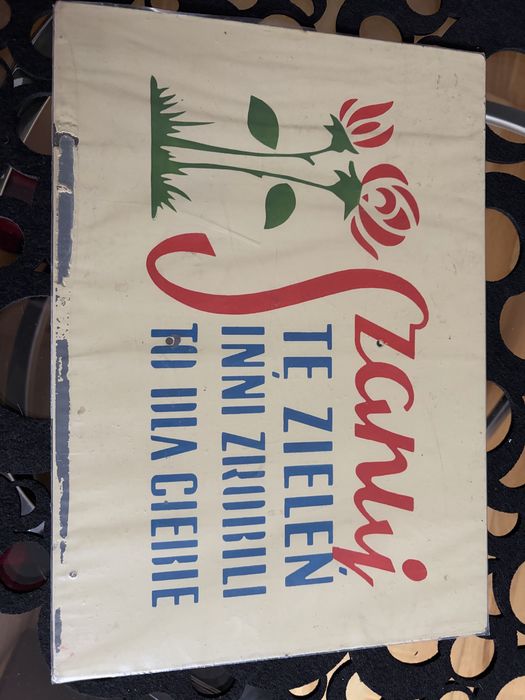 Szanuj
TĘ ZIELEŃ
INNI ZROBILI
TO DLA CIEBIE